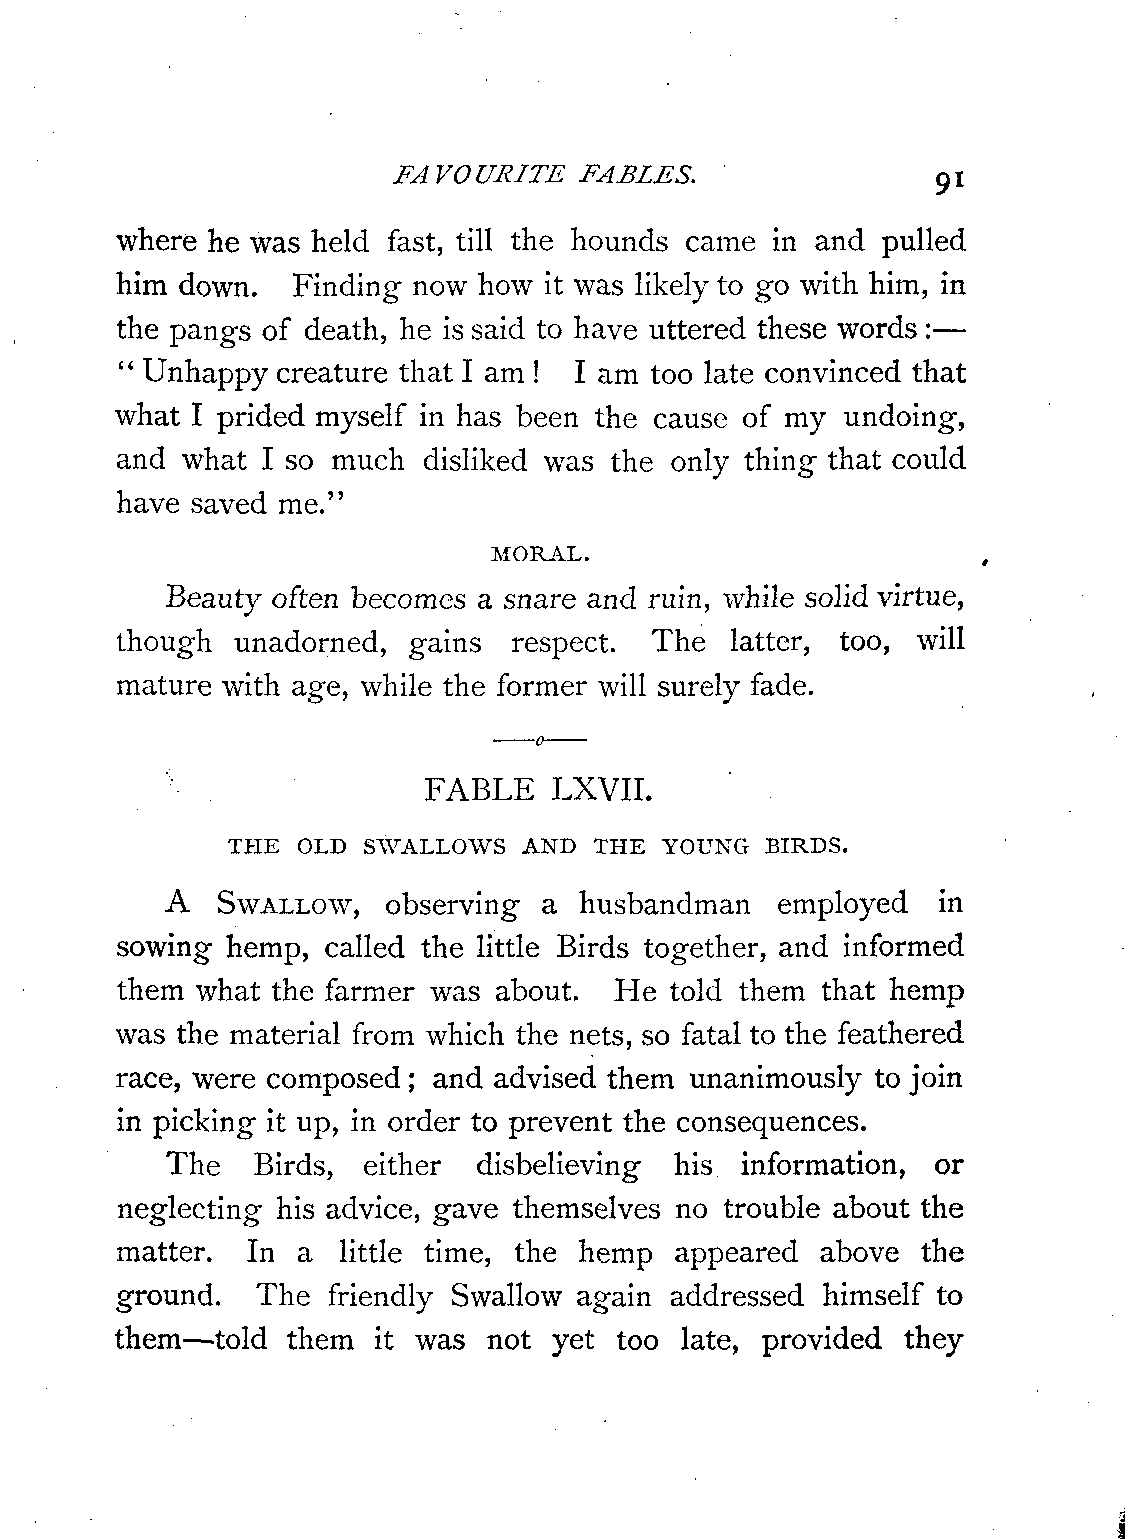 FAVOURITE FABLES. 91
where he was held fast, till the hounds came in and pulled
him down. Finding now how it was likely to go with him, in
the pangs of death, he is said to have uttered these words:—
“Unhappy creature that I am! I am too late convinced that
what I prided myself in has been the cause of my undoing,
and what I so much disliked was the only thing that could
have saved me.”
MORAL.
Beauty often becomes a snare and ruin, while solid virtue,
though unadorned, gains respect. The latter, too, will
mature with age, while the former will surely fade.
——o——
FABLE LXVII.
THE OLD SWALLOWS AND THE YOUNG BIRDS.
A SWALLOW, observing a husbandman employed in
sowing hemp, called the little Birds together, and informed
them what the farmer was about. He told them that hemp
was the material from which the nets, so fatal to the feathered
race, were composed; and advised them unanimously to join
in picking it up, in order to prevent the consequences.
The Birds, either disbelieving his information, or
neglecting his advice, gave themselves no trouble about the
matter. In a little time, the hemp appeared above the
ground. The friendly Swallow again addressed himself to
them—told them it was not yet too late, provided they